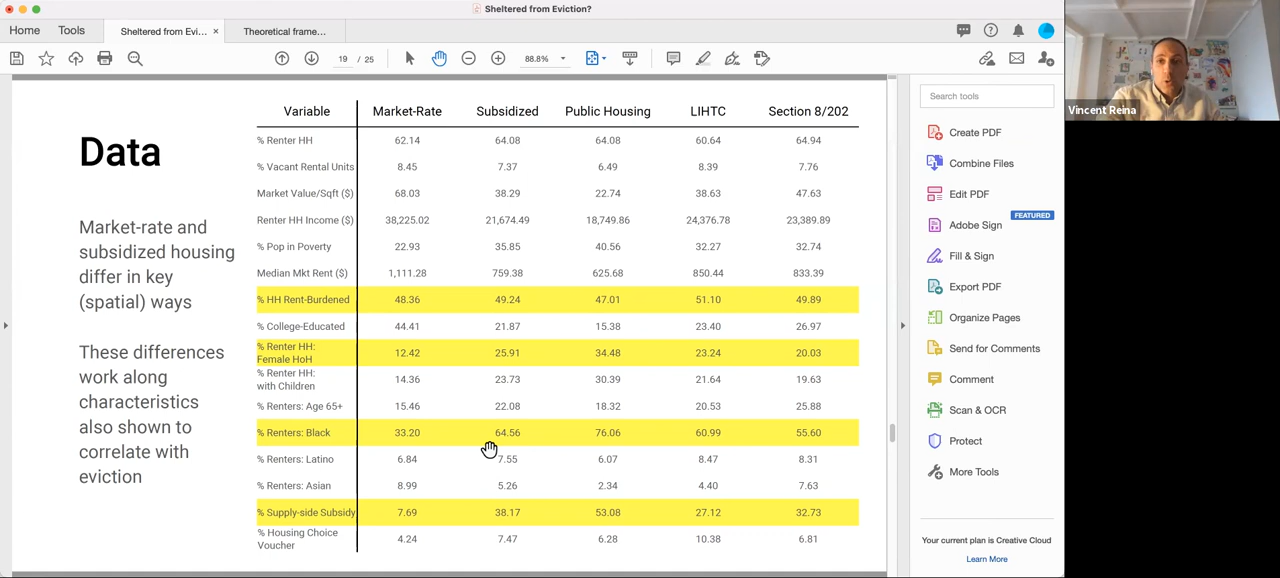 Sheltered from Eviction?
Home Tools Sheltered from Evi... × Theoretical frame...
19 / 25 88.8%
Data
Market-rate and
subsidized housing
differ in key
(spatial) ways
These differences
work along
characteristics
also shown to
correlate with
eviction
Variable Market-Rate Subsidized Public Housing LIHTC Section 8/202
% Renter HH 62.14 64.08 64.08 60.64 64.94
% Vacant Rental Units 8.45 7.37 6.49 8.39 7.76
Market Value/Sqft ($) 68.03 38.29 22.74 38.63 47.63
Renter HH Income ($) 38,225.02 21,674.49 18,749.86 24,376.78 23,389.89
% Pop in Poverty 22.93 35.85 40.56 32.27 32.74
Median Mkt Rent ($) 1,111.28 759.38 625.68 850.44 833.39
% HH Rent-Burdened 48.36 49.24 47.01 51.10 49.89
% College-Educated 44.41 21.87 15.38 23.40 26.97
% Renter HH:
Female HoH 12.42 25.91 34.48 23.24 20.03
% Renter HH:
with Children 14.36 23.73 30.39 21.64 19.63
% Renters: Age 65+ 15.46 22.08 18.32 20.53 25.88
% Renters: Black 33.20 64.56 76.06 60.99 55.60
% Renters: Latino 6.84 7.55 6.07 8.47 8.31
% Renters: Asian 8.99 5.26 2.34 4.40 7.63
% Supply-side Subsidy 7.69 38.17 53.08 27.12 32.73
% Housing Choice
Voucher 4.24 7.47 6.28 10.38 6.81
Search tools
Create PDF
Combine Files
Edit PDF
FEATURED
Adobe Sign
Fill & Sign
Export PDF
Organize Pages
Send for Comments
Comment
Scan & OCR
Protect
More Tools
Your current plan is Creative Cloud
Learn More
Vincent Reina